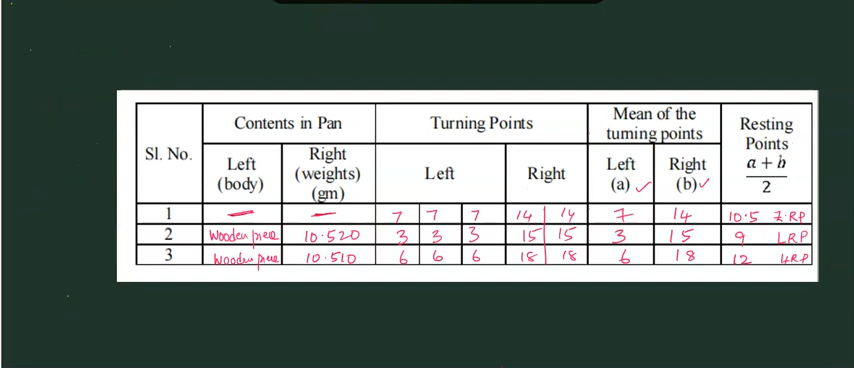 Sl. No. Contents in Pan Turning Points Mean of the turning points Resting Points a + b / 2
Left (body) Right (weights) (gm) Left Right Left (a) ✓ Right (b) ✓
1 — — 7 7 7 14 14 7 14 10.5 Z.RP
2 Wooden piece 10.520 3 3 3 15 15 3 15 9 LRP
3 Wooden piece 10.510 6 6 6 18 18 6 18 12 HRP